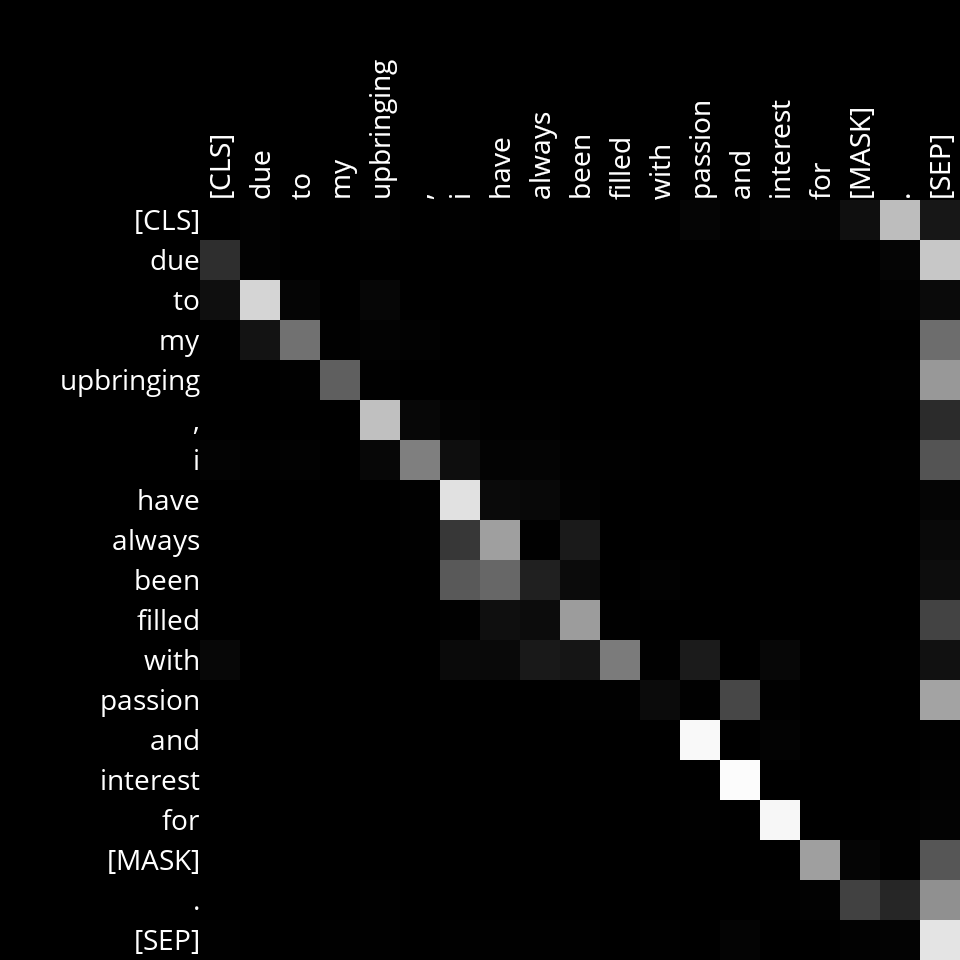 [CLS] due to my upbringing , i have always been filled with passion and interest for [MASK] . [SEP]
[CLS]
due
to
my
upbringing
,
i
have
always
been
filled
with
passion
and
interest
for
[MASK]
.
[SEP]